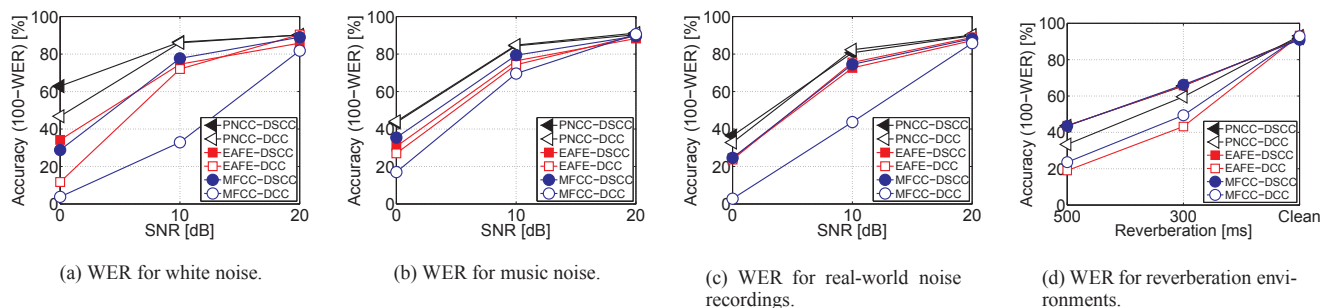 Accuracy (100−WER) [%]
100
80
60
40
20
0
PNCC−DSCC
PNCC−DCC
EAFE−DSCC
EAFE−DCC
MFCC−DSCC
MFCC−DCC
0 10 20
SNR [dB]
(a) WER for white noise.
Accuracy (100−WER) [%]
100
80
60
40
20
0
PNCC−DSCC
PNCC−DCC
EAFE−DSCC
EAFE−DCC
MFCC−DSCC
MFCC−DCC
0 10 20
SNR [dB]
(b) WER for music noise.
Accuracy (100−WER) [%]
100
80
60
40
20
0
PNCC−DSCC
PNCC−DCC
EAFE−DSCC
EAFE−DCC
MFCC−DSCC
MFCC−DCC
0 10 20
SNR [dB]
(c) WER for real-world noise
recordings.
Accuracy (100−WER) [%]
100
80
60
40
20
0
PNCC−DSCC
PNCC−DCC
EAFE−DSCC
EAFE−DCC
MFCC−DSCC
MFCC−DCC
500 300 Clean
Reverberation [ms]
(d) WER for reverberation envi-
ronments.